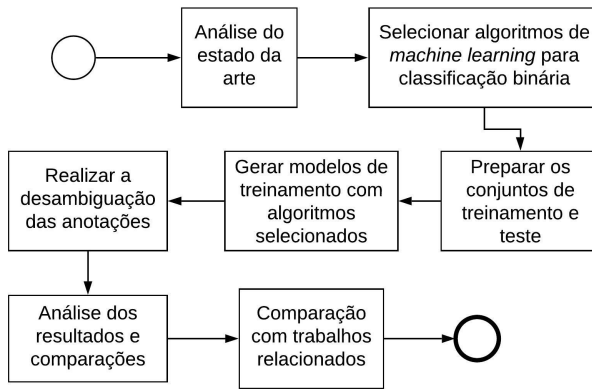 Análise do
estado da
arte
Selecionar algoritmos de
machine learning para
classificação binária
Preparar os
conjuntos de
treinamento e
teste
Gerar modelos de
treinamento com
algoritmos
selecionados
Realizar a
desambiguação
das anotações
Análise dos
resultados e
comparações
Comparação
com trabalhos
relacionados